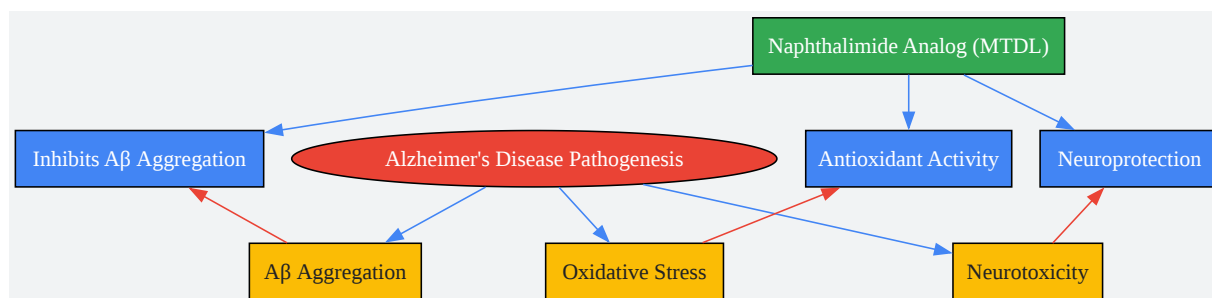 Naphthalimide Analog (MTDL)
Inhibits Aβ Aggregation
Alzheimer's Disease Pathogenesis
Antioxidant Activity
Neuroprotection
Aβ Aggregation
Oxidative Stress
Neurotoxicity